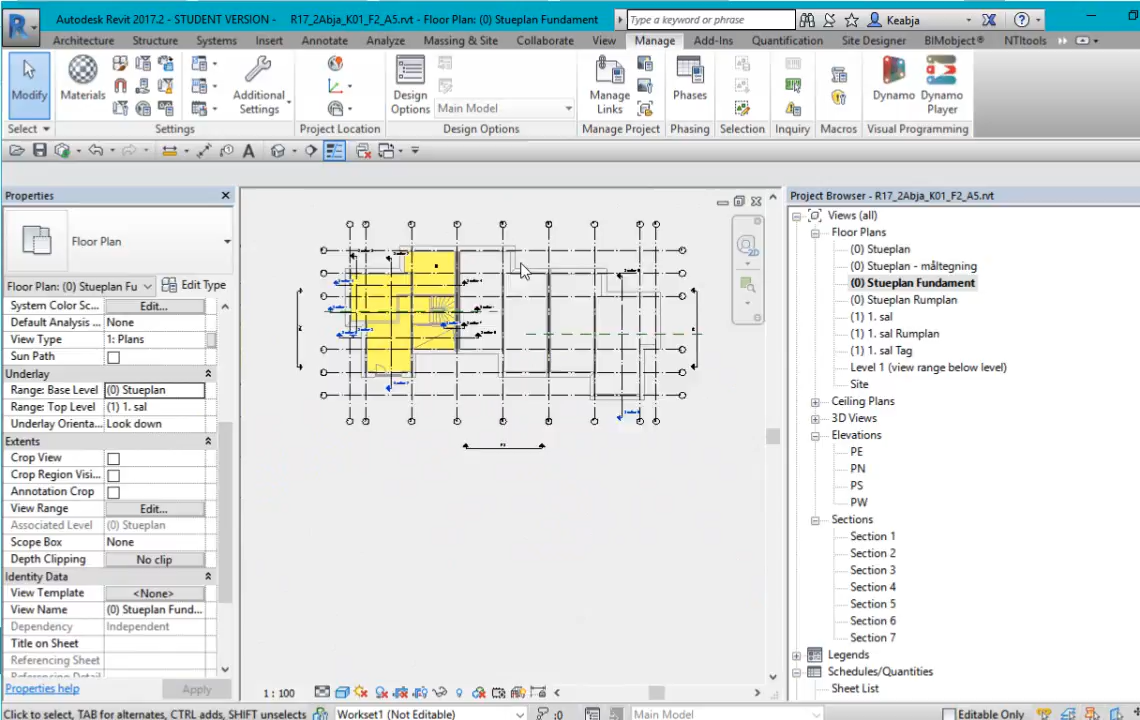 Autodesk Revit 2017.2 - STUDENT VERSION - R17_2Abja_K01_F2_A5.rvt - Floor Plan: (0) Stueplan Fundament
Type a keyword or phrase
Keabja
Architecture Structure Systems Insert Annotate Analyze Massing & Site Collaborate View Manage Add-Ins Quantification Site Designer BIMobject® NTItools
Modify
Materials
Additional Settings
Design Options
Main Model
Manage Links
Phases
Dynamo
Dynamo Player
Select
Settings
Project Location
Design Options
Manage Project
Phasing
Selection
Inquiry
Macros
Visual Programming
Properties
Floor Plan
Floor Plan: (0) Stueplan Fu
Edit Type
System Color Sc... Edit...
Default Analysis ... None
View Type 1: Plans
Sun Path
Underlay
Range: Base Level (0) Stueplan
Range: Top Level (1) 1. sal
Underlay Orienta... Look down
Extents
Crop View
Crop Region Visi...
Annotation Crop
View Range Edit...
Associated Level (0) Stueplan
Scope Box None
Depth Clipping No clip
Identity Data
View Template <None>
View Name (0) Stueplan Fund...
Dependency Independent
Title on Sheet
Referencing Sheet
Properties help
Apply
2D
1 : 100
Project Browser - R17_2Abja_K01_F2_A5.rvt
Views (all)
Floor Plans
(0) Stueplan
(0) Stueplan - måltegning
(0) Stueplan Fundament
(0) Stueplan Rumplan
(1) 1. sal
(1) 1. sal Rumplan
(1) 1. sal Tag
Level 1 (view range below level)
Site
Ceiling Plans
3D Views
Elevations
PE
PN
PS
PW
Sections
Section 1
Section 2
Section 3
Section 4
Section 5
Section 6
Section 7
Legends
Schedules/Quantities
Sheet List
Click to select, TAB for alternates, CTRL adds, SHIFT unselects
Workset1 (Not Editable)
:0
Main Model
Editable Only